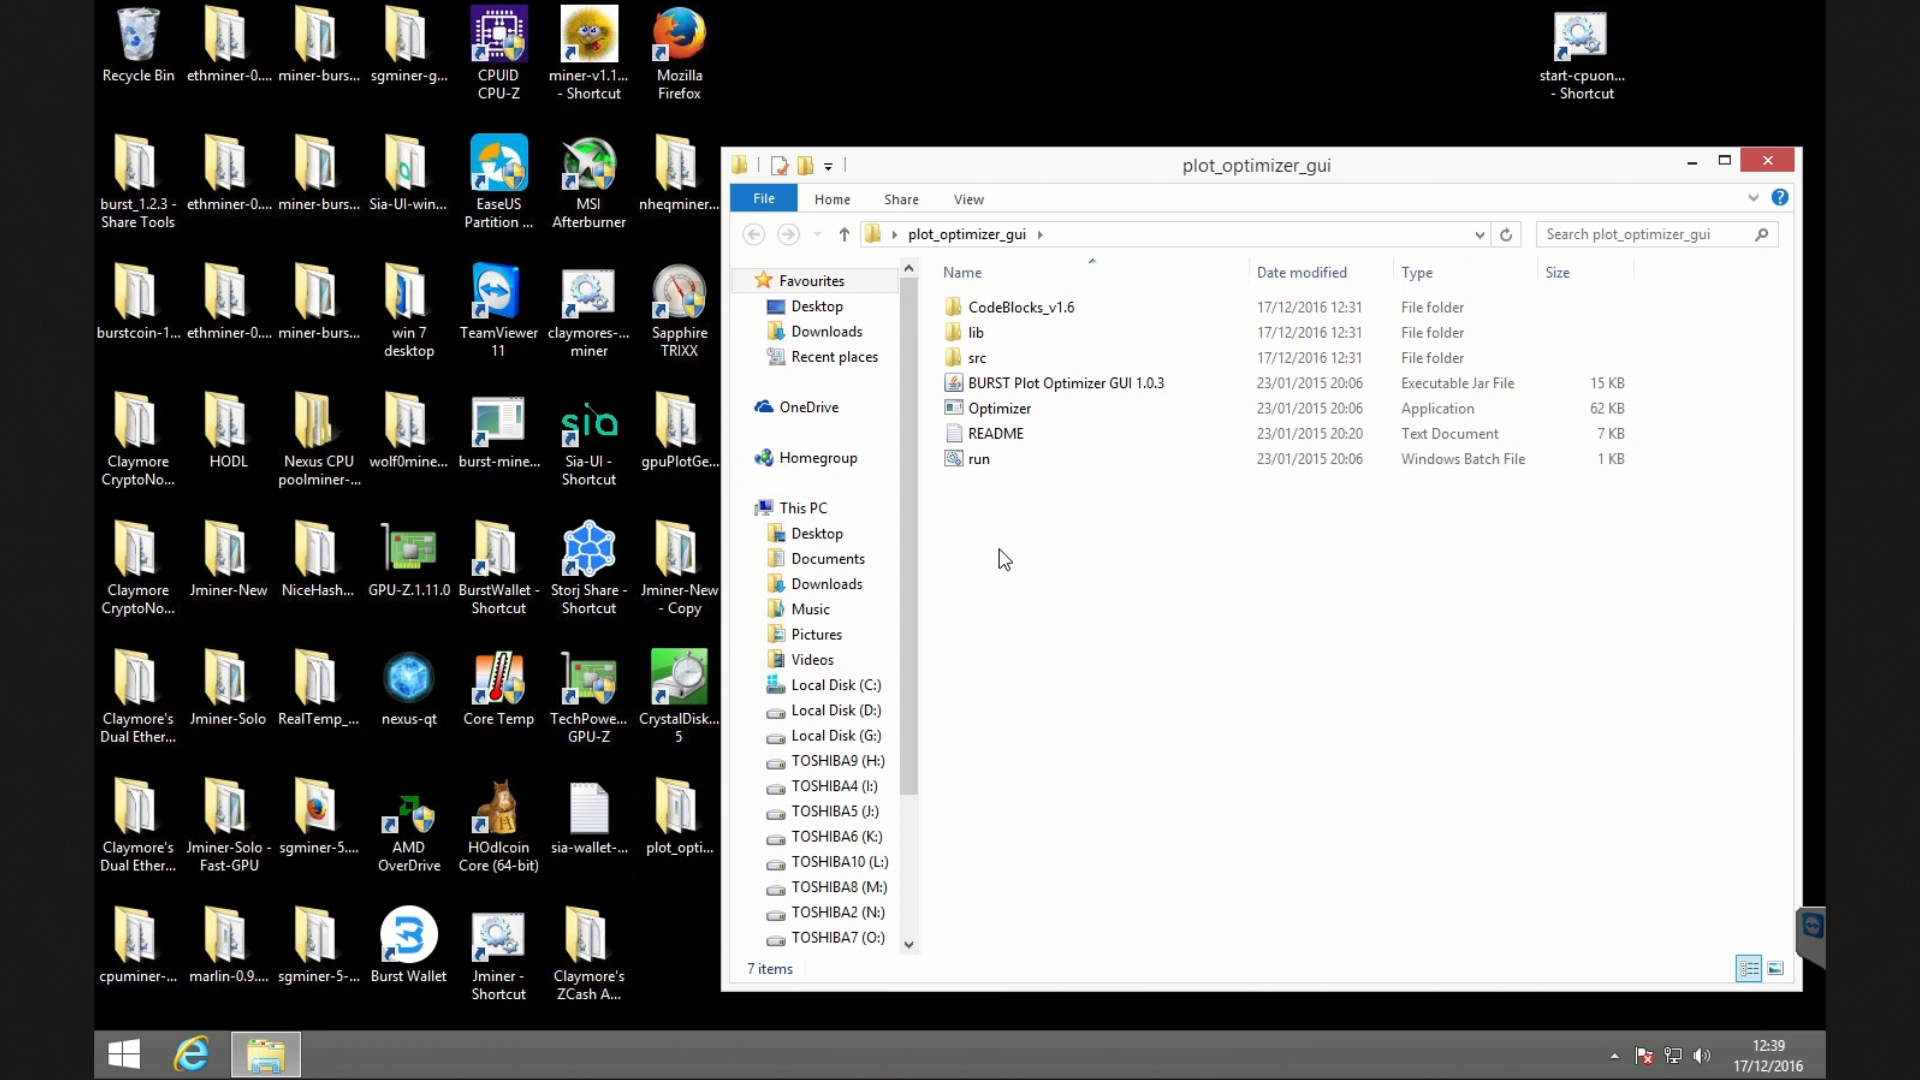 Recycle Bin
ethminer-0....
miner-burs...
sgminer-g...
CPUID
CPU-Z
miner-v1.1...
- Shortcut
Mozilla
Firefox
start-cpuon...
- Shortcut
burst_1.2.3 -
Share Tools
ethminer-0....
miner-burs...
Sia-UI-win...
EaseUS
Partition ...
MSI
Afterburner
nheqminer...
burstcoin-1...
ethminer-0....
miner-burs...
win 7
desktop
TeamViewer
11
claymores-...
miner
Sapphire
TRIXX
Claymore
CryptoNo...
HODL
Nexus CPU
poolminer-...
wolf0mine...
burst-mine...
sia
Sia-UI -
Shortcut
gpuPlotGe...
Claymore
CryptoNo...
Jminer-New
NiceHash...
GPU-Z.1.11.0
BurstWallet -
Shortcut
Storj Share -
Shortcut
Jminer-New
- Copy
Claymore's
Dual Ether...
Jminer-Solo
RealTemp_...
nexus-qt
Core Temp
TechPowe...
GPU-Z
CrystalDisk...
5
Claymore's
Dual Ether...
Jminer-Solo -
Fast-GPU
sgminer-5....
AMD
OverDrive
HOdlcoin
Core (64-bit)
sia-wallet-...
plot_opti...
cpuminer-...
marlin-0.9....
sgminer-5-...
Burst Wallet
Jminer -
Shortcut
Claymore's
ZCash A...
plot_optimizer_gui
File Home Share View
plot_optimizer_gui
Search plot_optimizer_gui
Favourites
Desktop
Downloads
Recent places
OneDrive
Homegroup
This PC
Desktop
Documents
Downloads
Music
Pictures
Videos
Local Disk (C:)
Local Disk (D:)
Local Disk (G:)
TOSHIBA9 (H:)
TOSHIBA4 (I:)
TOSHIBA5 (J:)
TOSHIBA6 (K:)
TOSHIBA10 (L:)
TOSHIBA8 (M:)
TOSHIBA2 (N:)
TOSHIBA7 (O:)
Name Date modified Type Size
CodeBlocks_v1.6 17/12/2016 12:31 File folder
lib 17/12/2016 12:31 File folder
src 17/12/2016 12:31 File folder
BURST Plot Optimizer GUI 1.0.3 23/01/2015 20:06 Executable Jar File 15 KB
Optimizer 23/01/2015 20:06 Application 62 KB
README 23/01/2015 20:20 Text Document 7 KB
run 23/01/2015 20:06 Windows Batch File 1 KB
7 items
12:39
17/12/2016